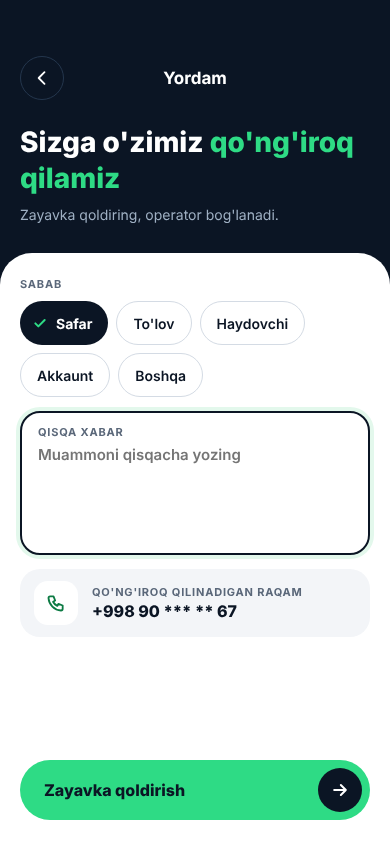 Yordam
Sizga o'zimiz qo'ng'iroq
qilamiz
Zayavka qoldiring, operator bog'lanadi.
SABAB
Safar
To'lov
Haydovchi
Akkaunt
Boshqa
QISQA XABAR
Muammoni qisqacha yozing
QO'NG'IROQ QILINADIGAN RAQAM
+998 90 *** ** 67
Zayavka qoldirish